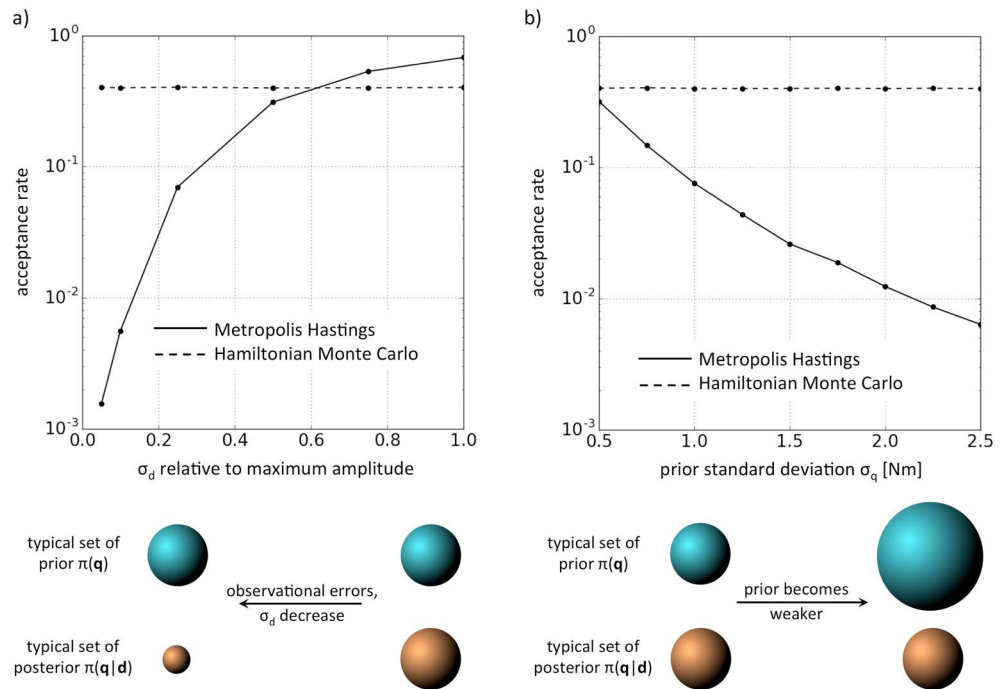 a)
10⁰
10⁻¹
10⁻²
10⁻³
acceptance rate
Metropolis Hastings
Hamiltonian Monte Carlo
0.0 0.2 0.4 0.6 0.8 1.0
σd relative to maximum amplitude
typical set of
prior π(q)
observational errors,
σd decrease
typical set of
posterior π(q|d)
b)
10⁰
10⁻¹
10⁻²
10⁻³
acceptance rate
Metropolis Hastings
Hamiltonian Monte Carlo
0.5 1.0 1.5 2.0 2.5
prior standard deviation σq [Nm]
typical set of
prior π(q)
prior becomes
weaker
typical set of
posterior π(q|d)